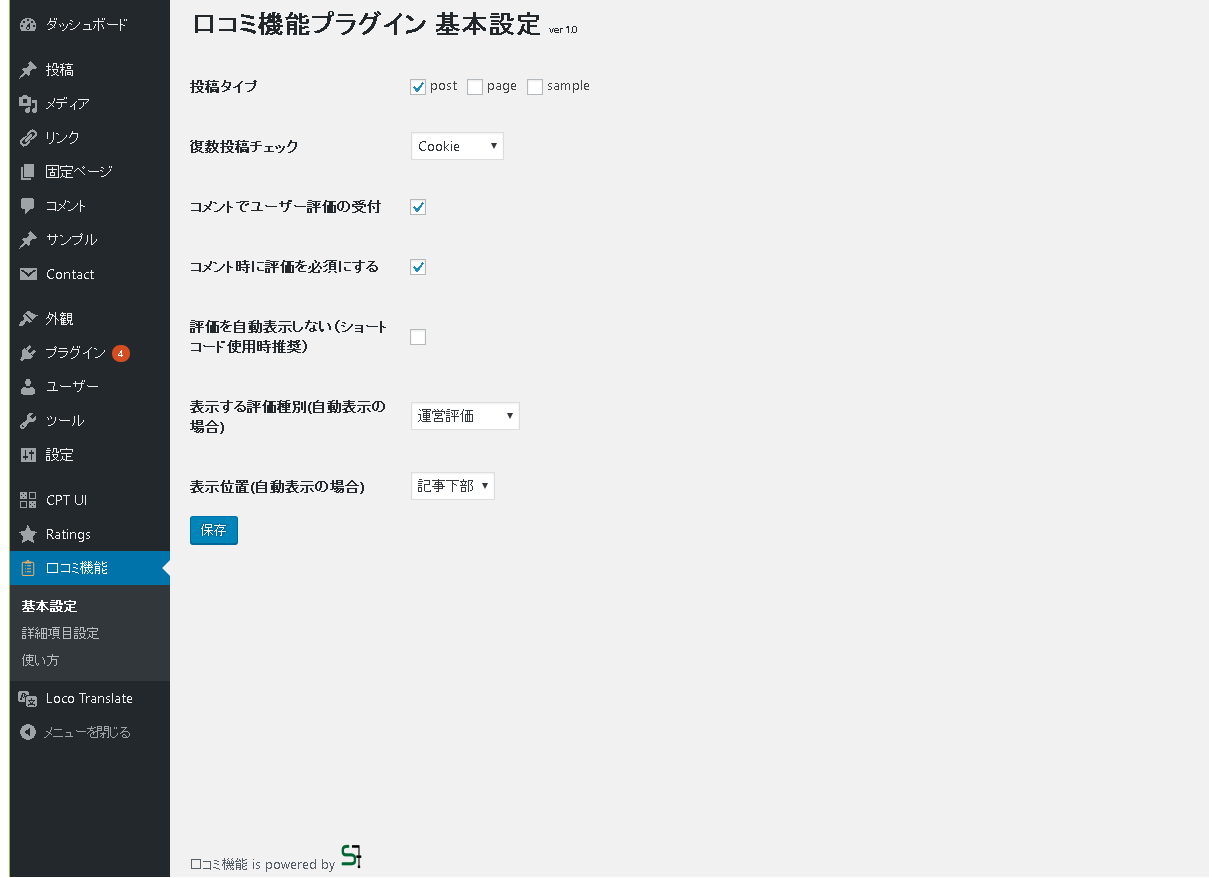 ダッシュボード
投稿
メディア
リンク
固定ページ
コメント
サンプル
Contact
外観
プラグイン 4
ユーザー
ツール
設定
CPT UI
Ratings
口コミ機能
基本設定
詳細項目設定
使い方
Loco Translate
メニューを閉じる
口コミ機能プラグイン 基本設定 ver 1.0
投稿タイプ post page sample
復数投稿チェック Cookie
コメントでユーザー評価の受付
コメント時に評価を必須にする
評価を自動表示しない（ショート
コード使用時推奨）
表示する評価種別(自動表示の 運営評価
場合)
表示位置(自動表示の場合) 記事下部
保存
口コミ機能 is powered by